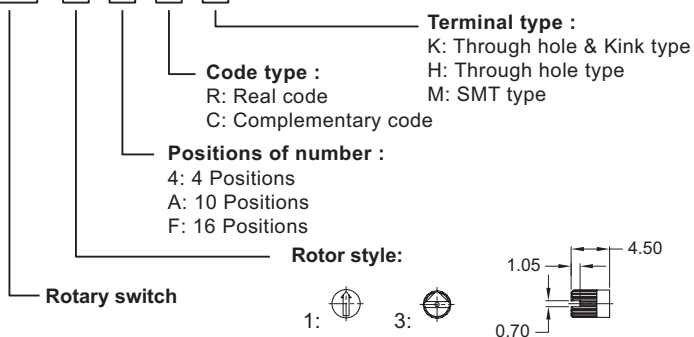 Terminal type :
K: Through hole & Kink type
H: Through hole type
M: SMT type
Code type :
R: Real code
C: Complementary code
Positions of number :
4: 4 Positions
A: 10 Positions
F: 16 Positions
Rotor style:
4.50
1.05
Rotary switch
1:
3:
0.70